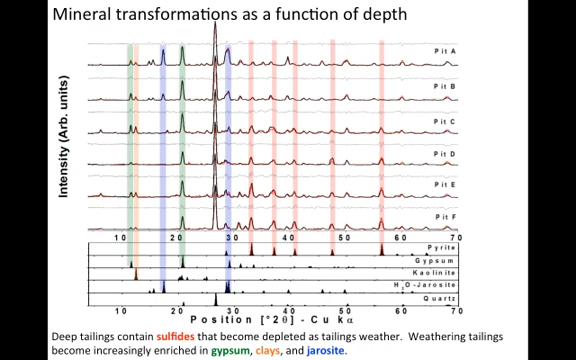 Mineral transformations as a function of depth
Intensity (Arb. units)
Pit A
Pit B
Pit C
Pit D
Pit E
Pit F
10 20 30 40 50 60 70
Pyrite
Gypsum
Kaolinite
H3O-Jarosite
Quartz
10 20 30 40 50 60 70
Position [°2θ] - Cu kα
Deep tailings contain sulfides that become depleted as tailings weather. Weathering tailings
become increasingly enriched in gypsum, clays, and jarosite.